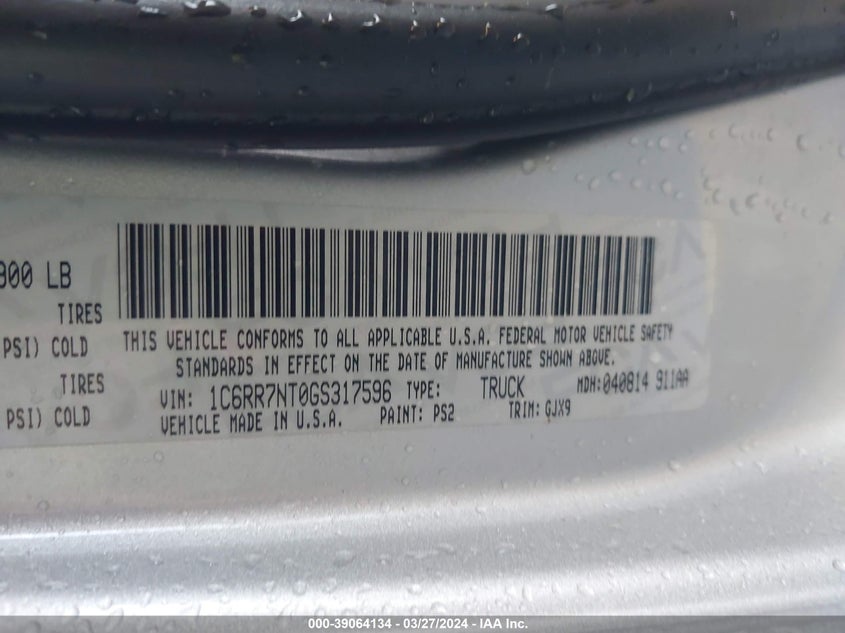 900 LB
TIRES
PSI) COLD
TIRES
PSI) COLD
THIS VEHICLE CONFORMS TO ALL APPLICABLE U.S.A. FEDERAL MOTOR VEHICLE SAFETY
STANDARDS IN EFFECT ON THE DATE OF MANUFACTURE SHOWN ABOVE.
VIN: 1C6RR7NT0GS317596 TYPE: TRUCK MDH:040814 911AA
VEHICLE MADE IN U.S.A. PAINT: PS2 TRIM: GJX9
000-39064134 - 03/27/2024 - IAA Inc.